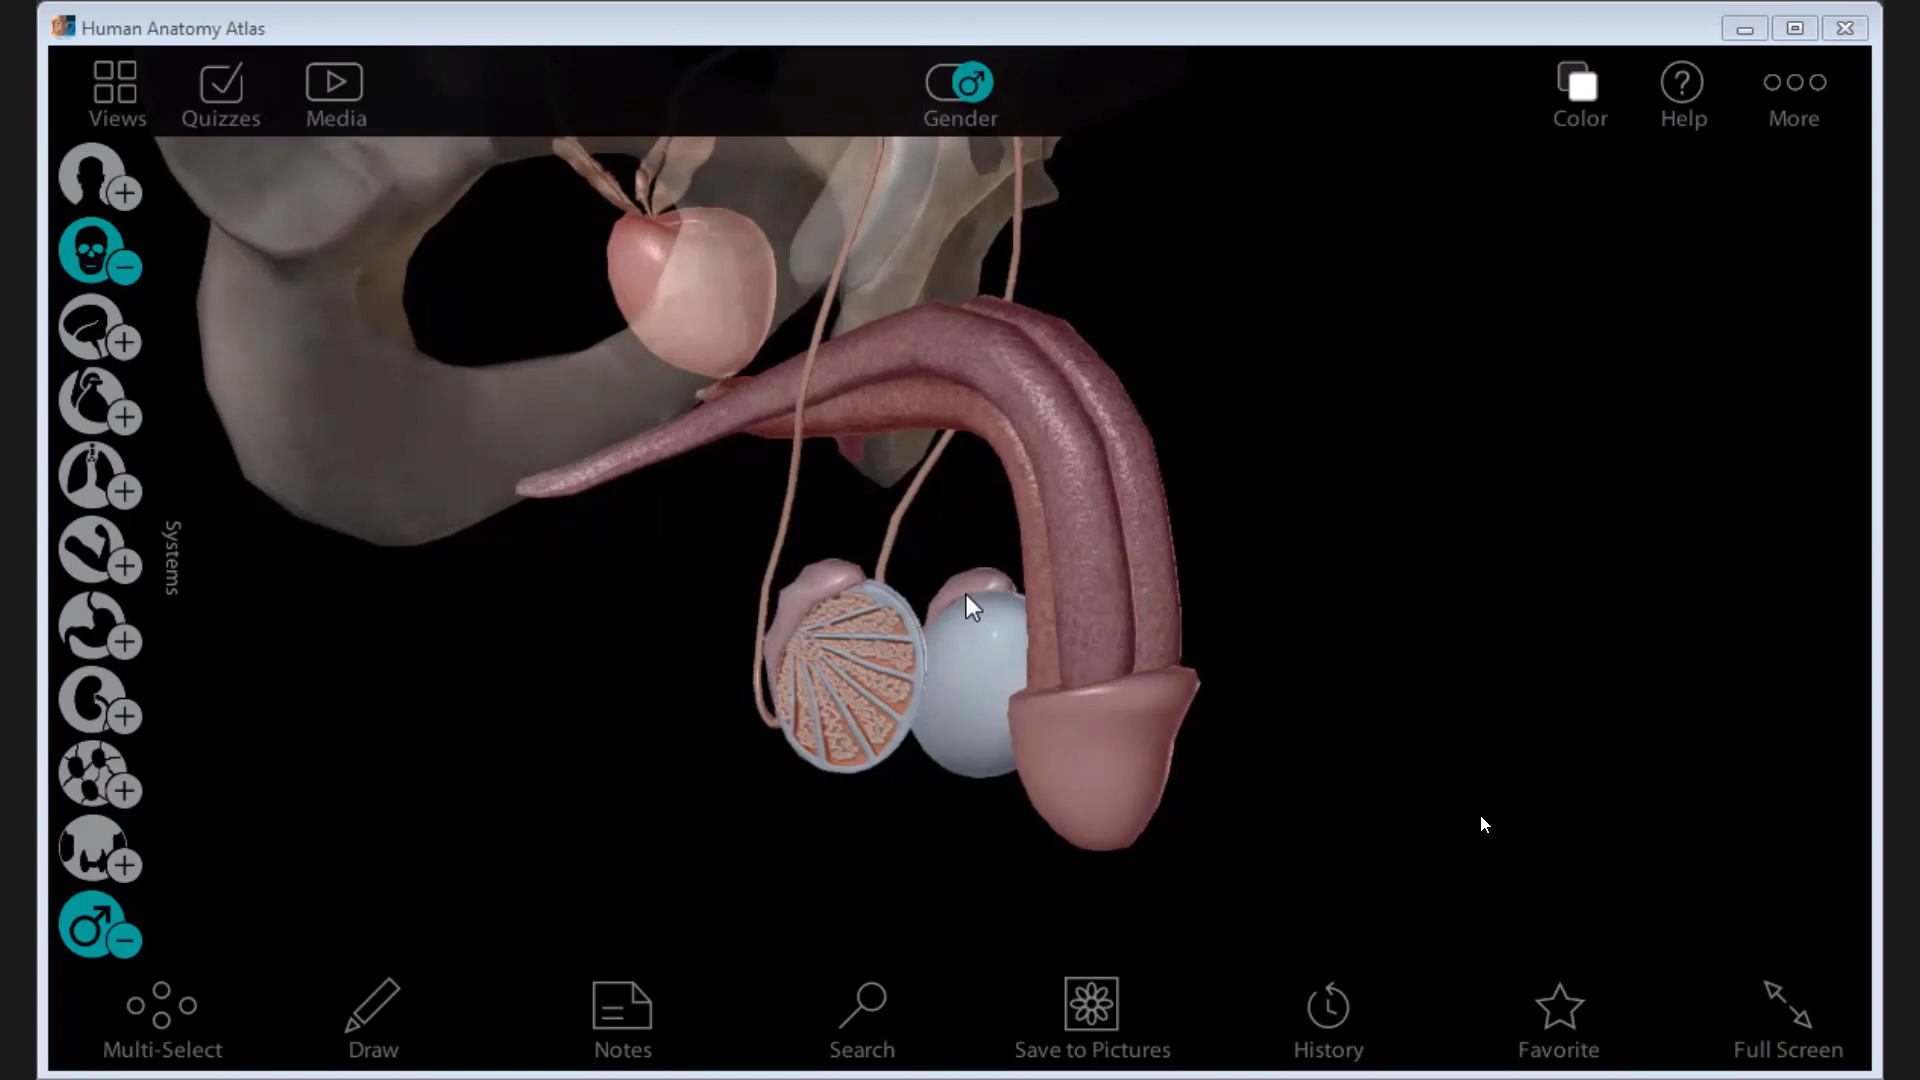 Human Anatomy Atlas
Views Quizzes Media Gender Color Help More
Systems
Multi-Select Draw Notes Search Save to Pictures History Favorite Full Screen